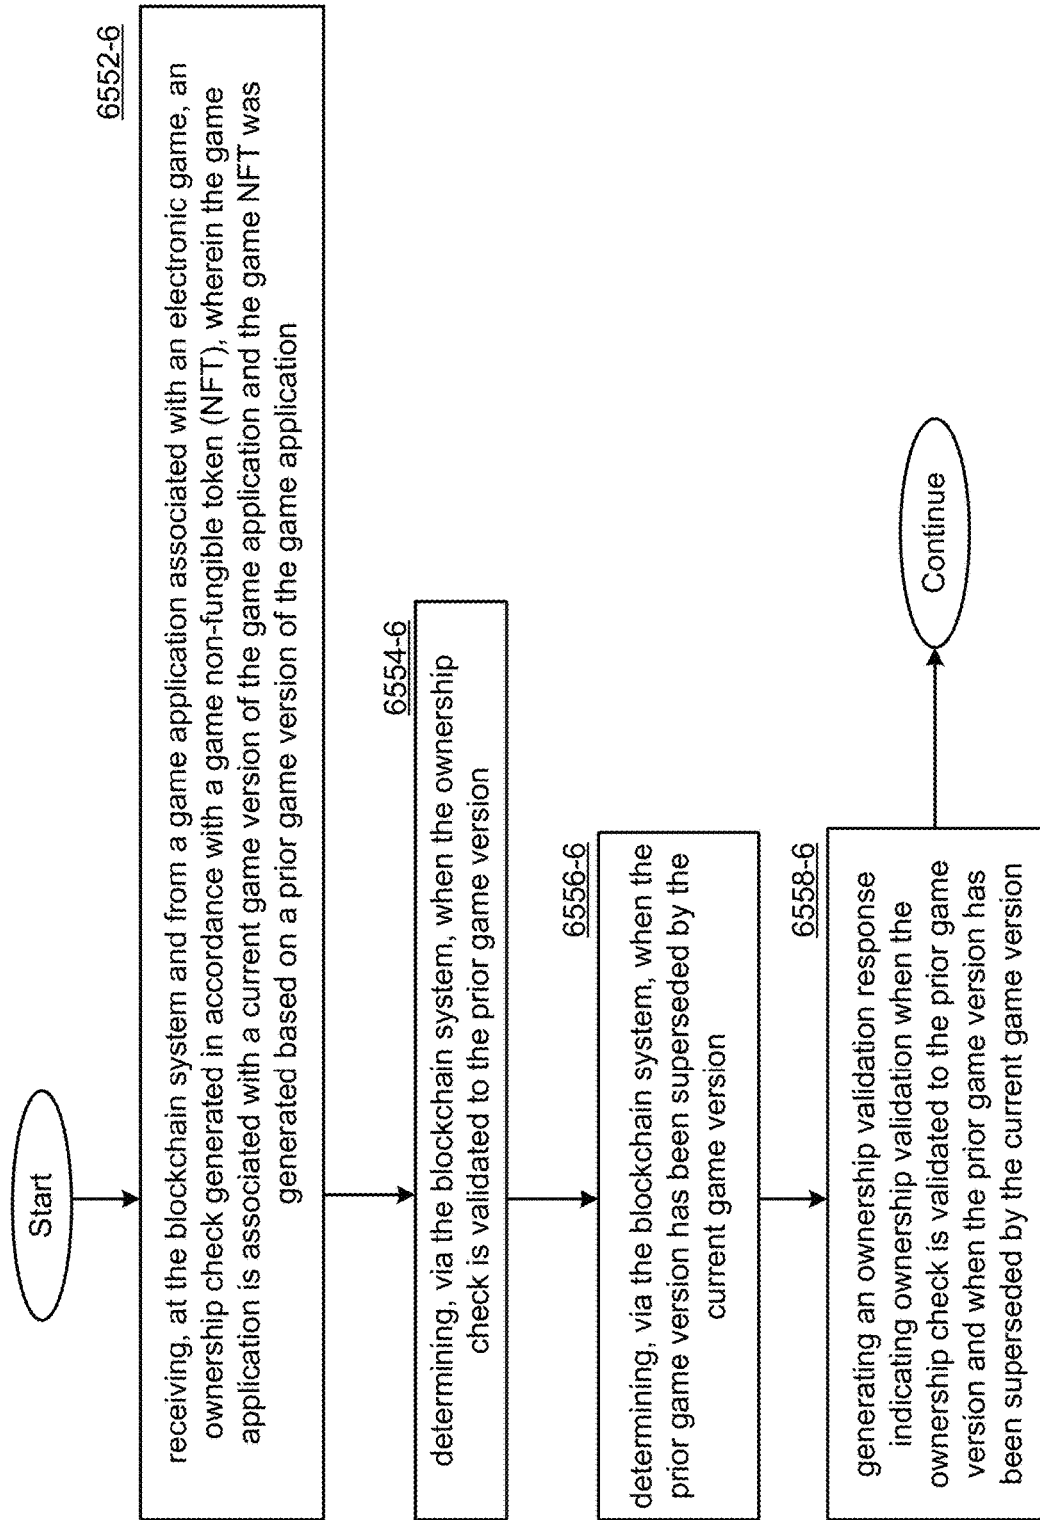 Start
6552-6
receiving, at the blockchain system and from a game application associated with an electronic game, an
ownership check generated in accordance with a game non-fungible token (NFT), wherein the game
application is associated with a current game version of the game application and the game NFT was
generated based on a prior game version of the game application
6554-6
determining, via the blockchain system, when the ownership
check is validated to the prior game version
6556-6
determining, via the blockchain system, when the
prior game version has been superseded by the
current game version
6558-6
generating an ownership validation response
indicating ownership validation when the
ownership check is validated to the prior game
version and when the prior game version has
been superseded by the current game version
Continue